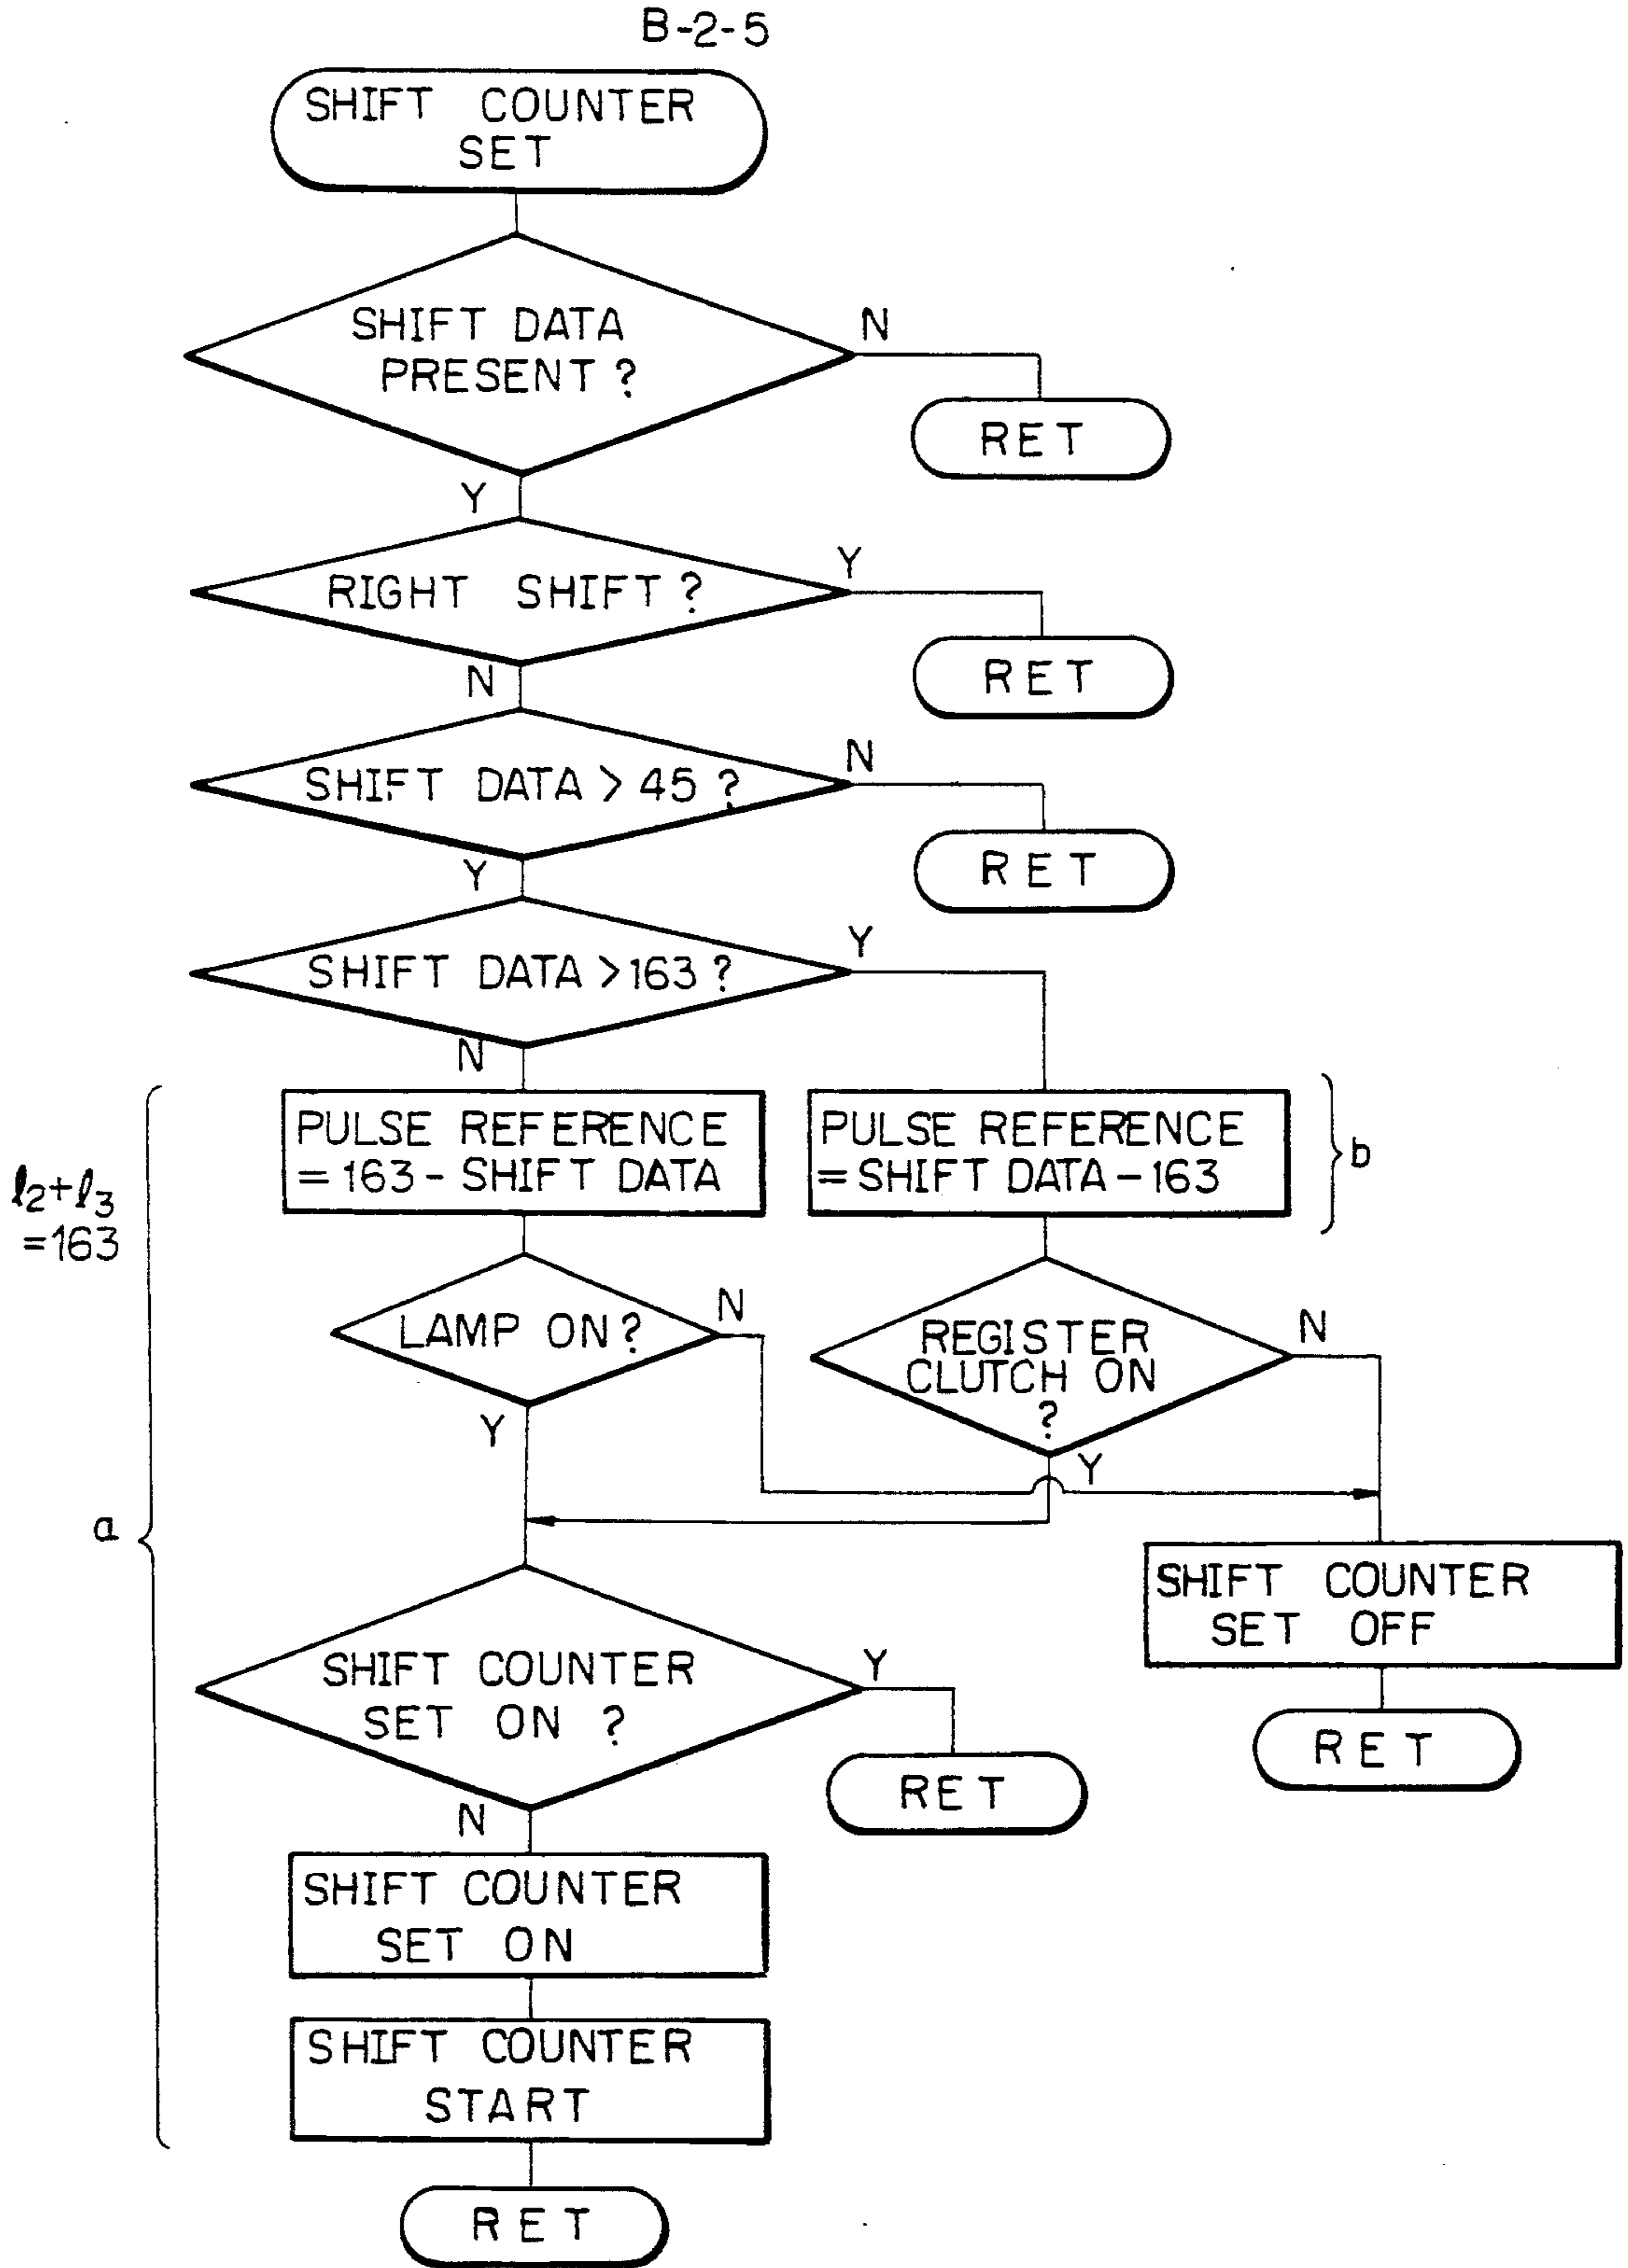 B-2-5
SHIFT COUNTER
SET
SHIFT DATA
PRESENT ?
N
RET
Y
RIGHT SHIFT ?
Y
RET
N
SHIFT DATA > 45 ?
N
RET
Y
SHIFT DATA > 163 ?
Y
N
PULSE REFERENCE
= 163 - SHIFT DATA
PULSE REFERENCE
= SHIFT DATA - 163
b
l2+l3
=163
LAMP ON ?
N
REGISTER
CLUTCH ON
?
N
Y
Y
a
SHIFT COUNTER
SET OFF
SHIFT COUNTER
SET ON ?
Y
RET
RET
N
SHIFT COUNTER
SET ON
SHIFT COUNTER
START
RET